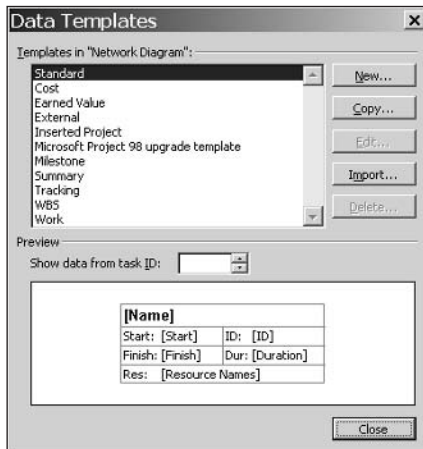 Data Templates
Templates in "Network Diagram":
Standard
Cost
Earned Value
External
Inserted Project
Microsoft Project 98 upgrade template
Milestone
Summary
Tracking
WBS
Work
New...
Copy...
Edit...
Import...
Delete...
Preview
Show data from task ID:
[Name]
Start: [Start] ID: [ID]
Finish: [Finish] Dur: [Duration]
Res: [Resource Names]
Close